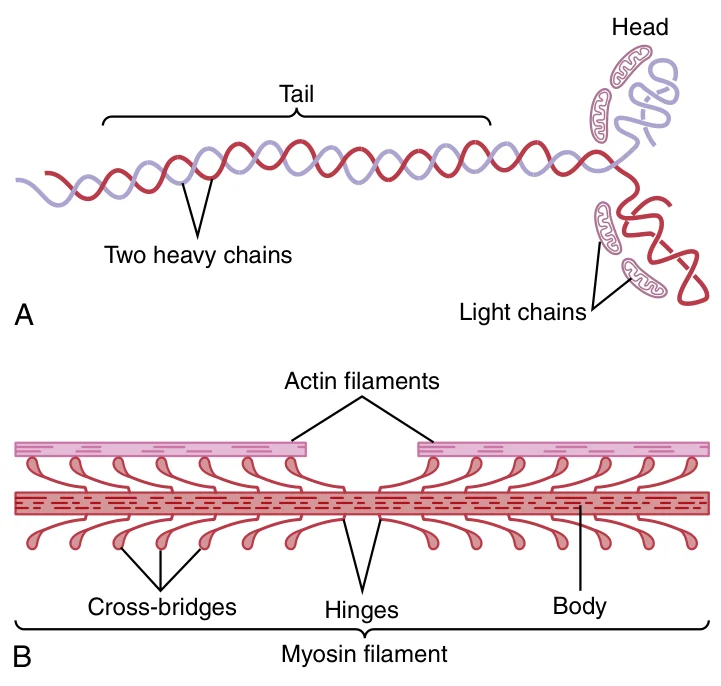 Head
Tail
Two heavy chains
Light chains
A
Actin filaments
Cross-bridges
Hinges
Body
Myosin filament
B